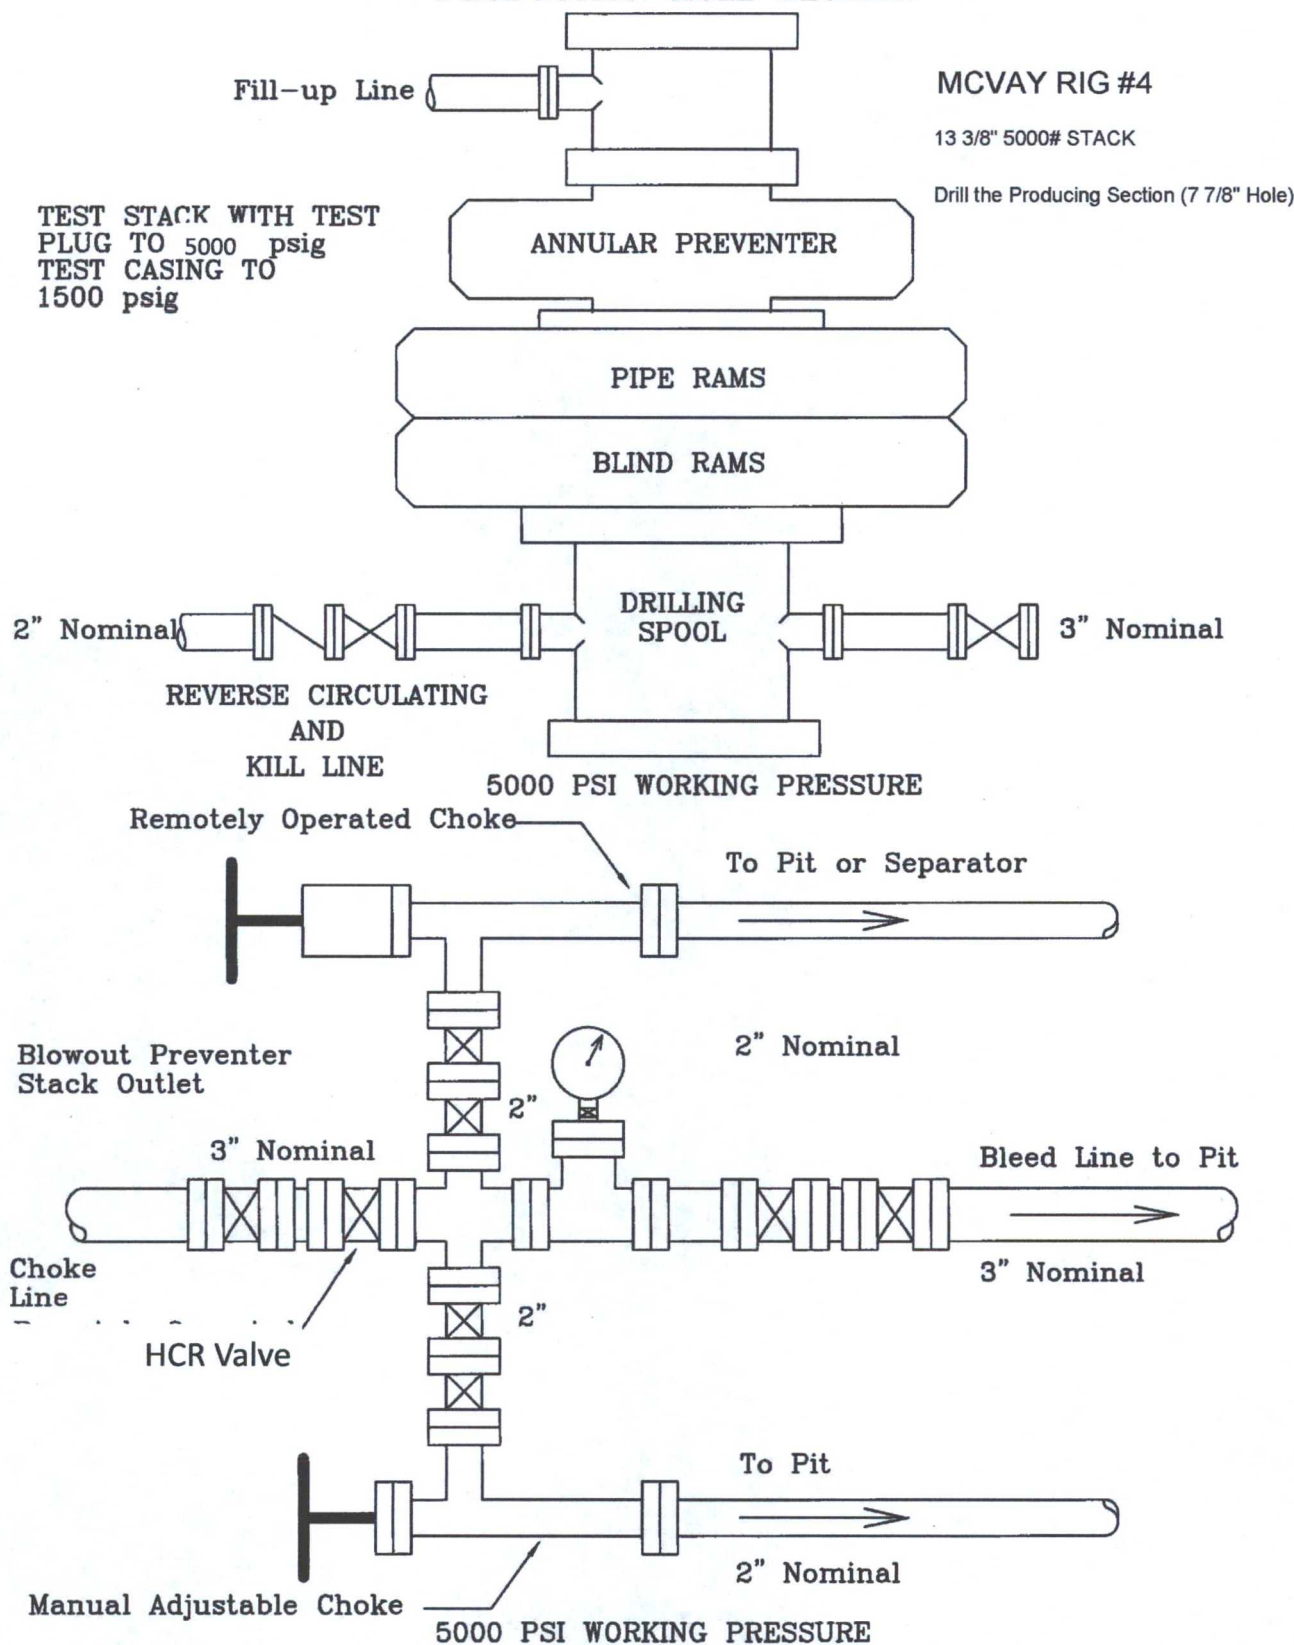 Fill-up Line
MCVAY RIG #4
13 3/8" 5000# STACK
Drill the Producing Section (7 7/8" Hole)
TEST STACK WITH TEST
PLUG TO 5000 psig
TEST CASING TO
1500 psig
ANNULAR PREVENTER
PIPE RAMS
BLIND RAMS
DRILLING
SPOOL
2" Nominal
3" Nominal
REVERSE CIRCULATING
AND
KILL LINE
5000 PSI WORKING PRESSURE
Remotely Operated Choke
To Pit or Separator
Blowout Preventer
Stack Outlet
2" Nominal
2"
3" Nominal
Bleed Line to Pit
Choke
Line
3" Nominal
2"
HCR Valve
To Pit
2" Nominal
Manual Adjustable Choke
5000 PSI WORKING PRESSURE